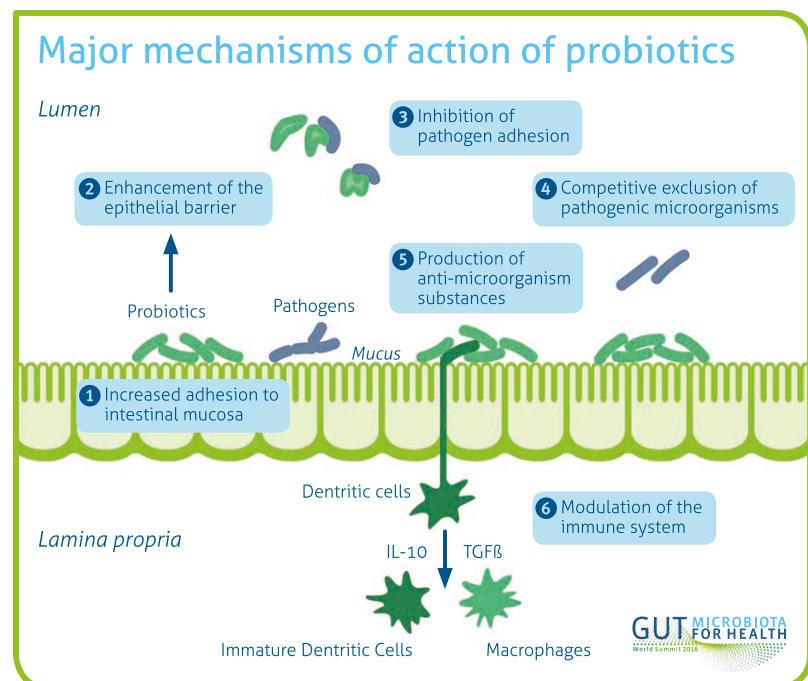 Major mechanisms of action of probiotics
Lumen
3 Inhibition of
pathogen adhesion
2 Enhancement of the
epithelial barrier
4 Competitive exclusion of
pathogenic microorganisms
5 Production of
anti-microorganism
substances
Probiotics
Pathogens
Mucus
1 Increased adhesion to
intestinal mucosa
Dentritic cells
6 Modulation of the
immune system
Lamina propria
IL-10
TGFß
Immature Dentritic Cells
Macrophages
GUT MICROBIOTA
FOR HEALTH
World Summit 2016